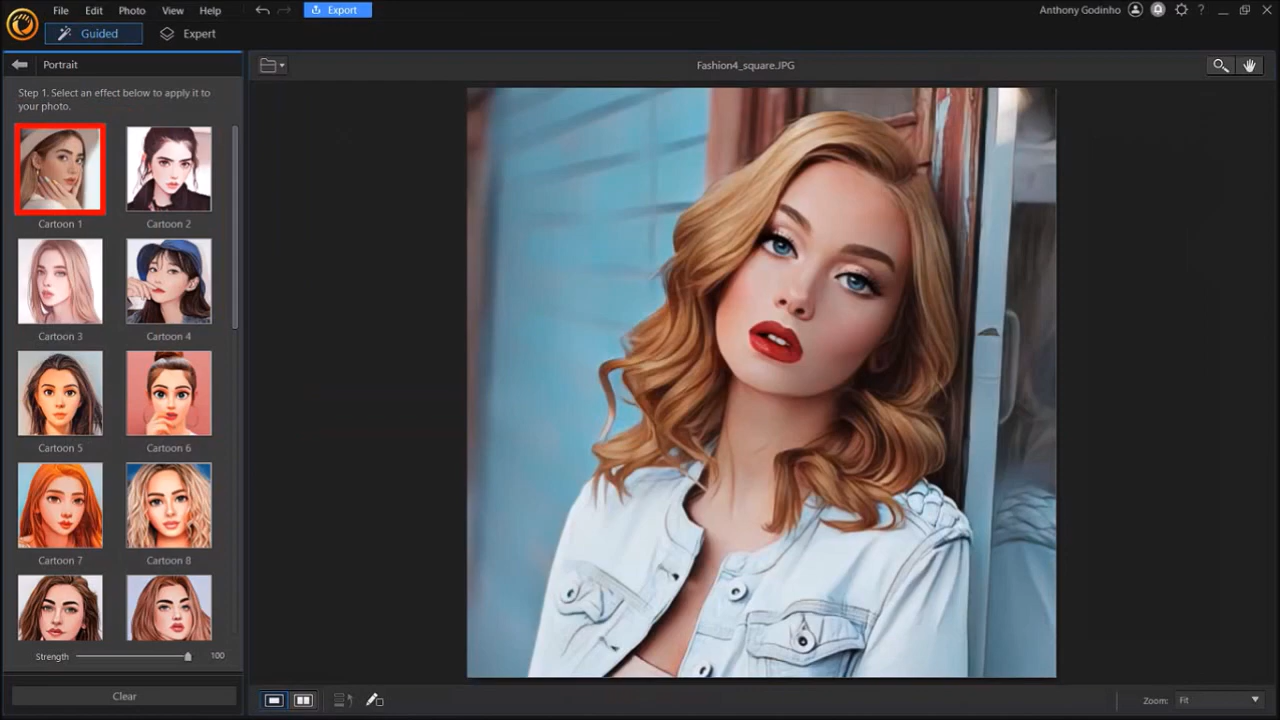 File Edit Photo View Help Export Anthony Godinho ?
Guided Expert
Portrait
Fashion4_square.JPG
Step 1. Select an effect below to apply it to
your photo.
Cartoon 1 Cartoon 2
Cartoon 3 Cartoon 4
Cartoon 5 Cartoon 6
Cartoon 7 Cartoon 8
Strength 100
Clear
Zoom: Fit